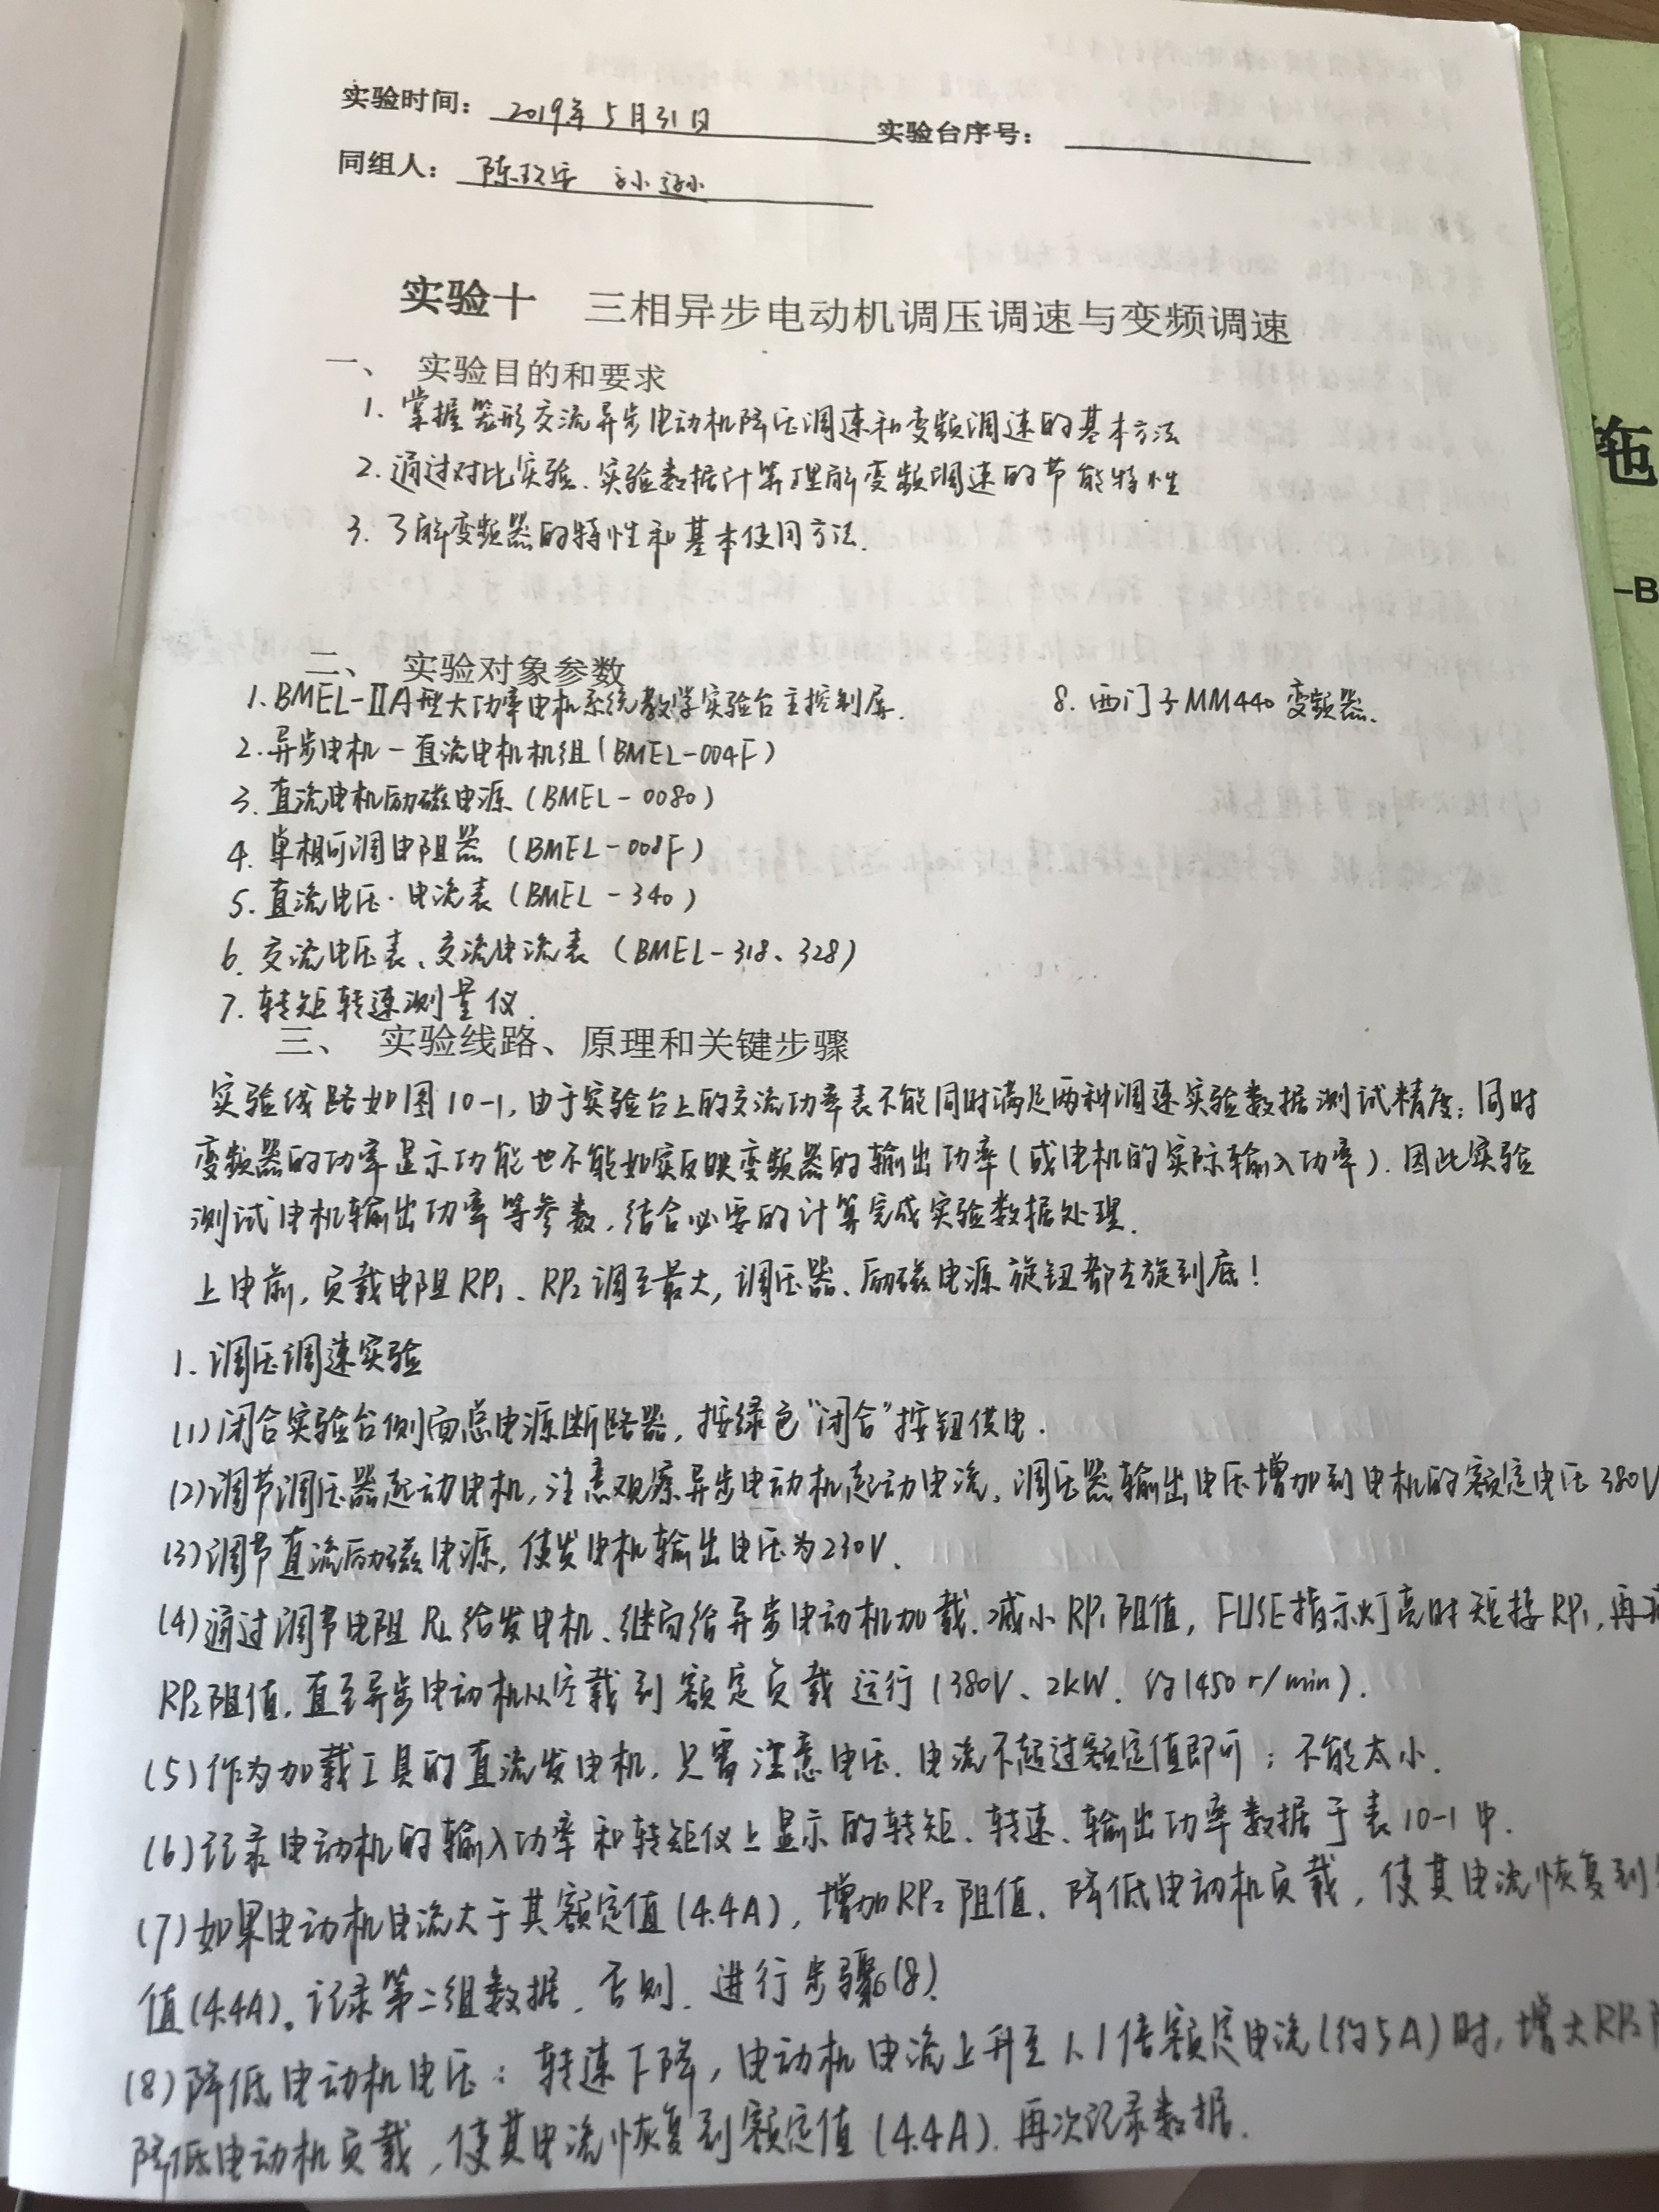 实验时间：2019年5月31日 实验台序号：
同组人：陈玟 孙
实验十 三相异步电动机调压调速与变频调速
一、 实验目的和要求
1. 掌握笼形交流异步电动机降压调速和变频调速的基本方法
2. 通过对比实验、实验数据计算理解变频调速的节能特性
3. 了解变频器的特性和基本使用方法.
二、 实验对象参数
1. BMEL-ⅡA型大功率电机系统教学实验台主控制屏. 8. 西门子MM440变频器.
2. 异步电机-直流电机机组(BMEL-004F)
3. 直流电机励磁电源(BMEL-0080)
4. 单相可调电阻器(BMEL-008F)
5. 直流电压·电流表(BMEL-340)
6. 交流电压表、交流电流表(BMEL-318、328)
7. 转矩转速测量仪.
三、 实验线路、原理和关键步骤
实验线路如图10-1, 由于实验台上的交流功率表不能同时满足两种调速实验数据测试精度; 同时
变频器的功率显示功能也不能如实反映变频器的输出功率(或电机的实际输入功率). 因此实验
测试电机输出功率等参数, 结合必要的计算完成实验数据处理.
上电前, 负载电阻RP₁、RP₂调至最大, 调压器、励磁电源旋钮都左旋到底!
1. 调压调速实验
(1)闭合实验台侧面总电源断路器, 按绿色"闭合"按钮供电.
(2)调节调压器起动电机, 注意观察异步电动机起动电流, 调压器输出电压增加到电机的额定电压380V
(3)调节直流励磁电源, 使发电机输出电压为230V.
(4)通过调节电阻RL给发电机、继而给异步电动机加载. 减小RP₁阻值, FUSE指示灯亮时短接RP₁, 再
RP₂阻值, 直至异步电动机从空载到额定负载运行(380V、2kW. 约1450r/min).
(5)作为加载工具的直流发电机, 只需注意电压. 电流不超过额定值即可; 不能太小.
(6)记录电动机的输入功率和转矩仪上显示的转矩、转速、输出功率数据于表10-1中.
(7)如果电动机电流大于其额定值(4.4A), 增加RP₂阻值. 降低电动机负载, 使其电流恢复到
值(4.4A)。记录第二组数据. 否则. 进行步骤(8).
(8)降低电动机电压: 转速下降, 电动机电流上升至1.1倍额定电流(约5A)时, 增大RP₂
降低电动机负载, 使其电流恢复到额定值(4.4A). 再次记录数据.
拖
-B